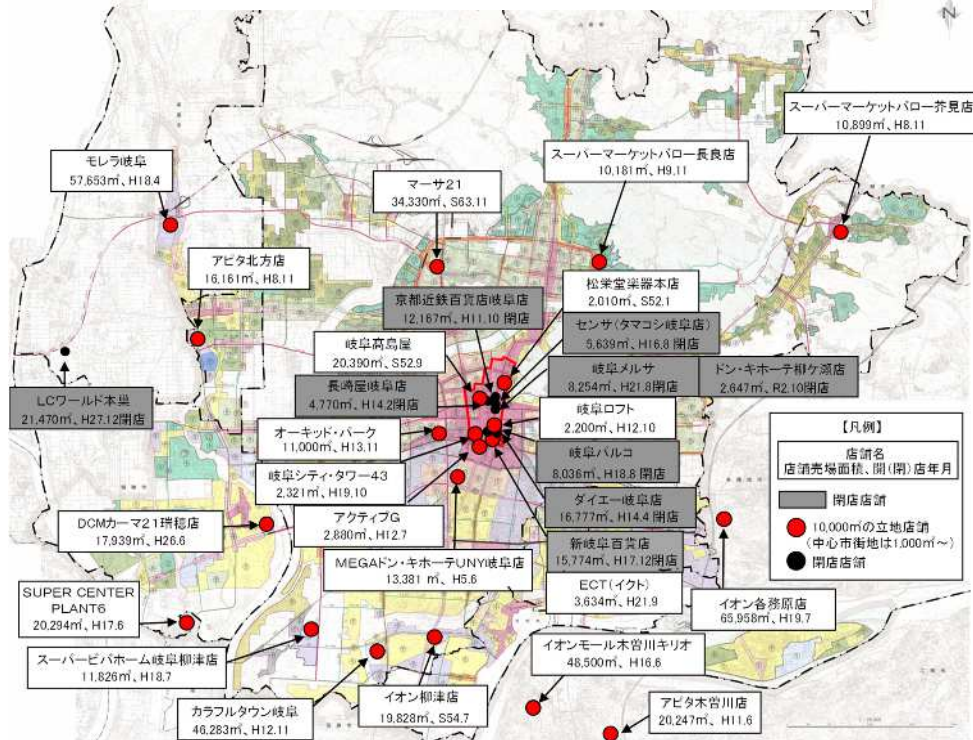 N
スーパーマーケットバロー芥見店
10,899㎡、H8.11
スーパーマーケットバロー長良店
10,181㎡、H9.11
モレラ岐阜
57,653㎡、H18.4
マーサ21
34,330㎡、S63.11
アピタ北方店
16,161㎡、H8.11
松栄堂楽器本店
2,010㎡、S52.1
京都近鉄百貨店岐阜店
12,167㎡、H11.10 閉店
センサ(タマコシ岐阜店)
5,639㎡、H16.8 閉店
岐阜髙島屋
20,390㎡、S52.9
岐阜メルサ
8,254㎡、H21.8閉店
ドン・キホーテ柳ケ瀬店
2,647㎡、R2.10閉店
長崎屋岐阜店
4,770㎡、H14.2閉店
LCワールド本巣
21,470㎡、H27.12閉店
岐阜ロフト
2,200㎡、H12.10
オーキッド・パーク
11,000㎡、H13.11
岐阜パルコ
8,036㎡、H18.8 閉店
岐阜シティ・タワー43
2,321㎡、H19.10
ダイエー岐阜店
16,777㎡、H14.4 閉店
DCMカーマ21瑞穂店
17,939㎡、H26.6
アクティブG
2,880㎡、H12.7
新岐阜百貨店
15,774㎡、H17.12閉店
MEGAドン・キホーテUNY岐阜店
13,381 ㎡、H5.6
ECT(イクト)
3,634㎡、H21.9
SUPER CENTER
PLANT6
20,294㎡、H17.6
イオン各務原店
65,958㎡、H19.7
スーパービバホーム岐阜柳津店
11,826㎡、H18.7
イオンモール木曽川キリオ
48,500㎡、H16.6
カラフルタウン岐阜
46,283㎡、H12.11
イオン柳津店
19,828㎡、S54.7
アピタ木曽川店
20,247㎡、H11.6
【凡例】
店舗名
店舗売場面積、開(閉)店年月
閉店店舗
10,000㎡の立地店舗
(中心市街地は1,000㎡～)
閉店店舗